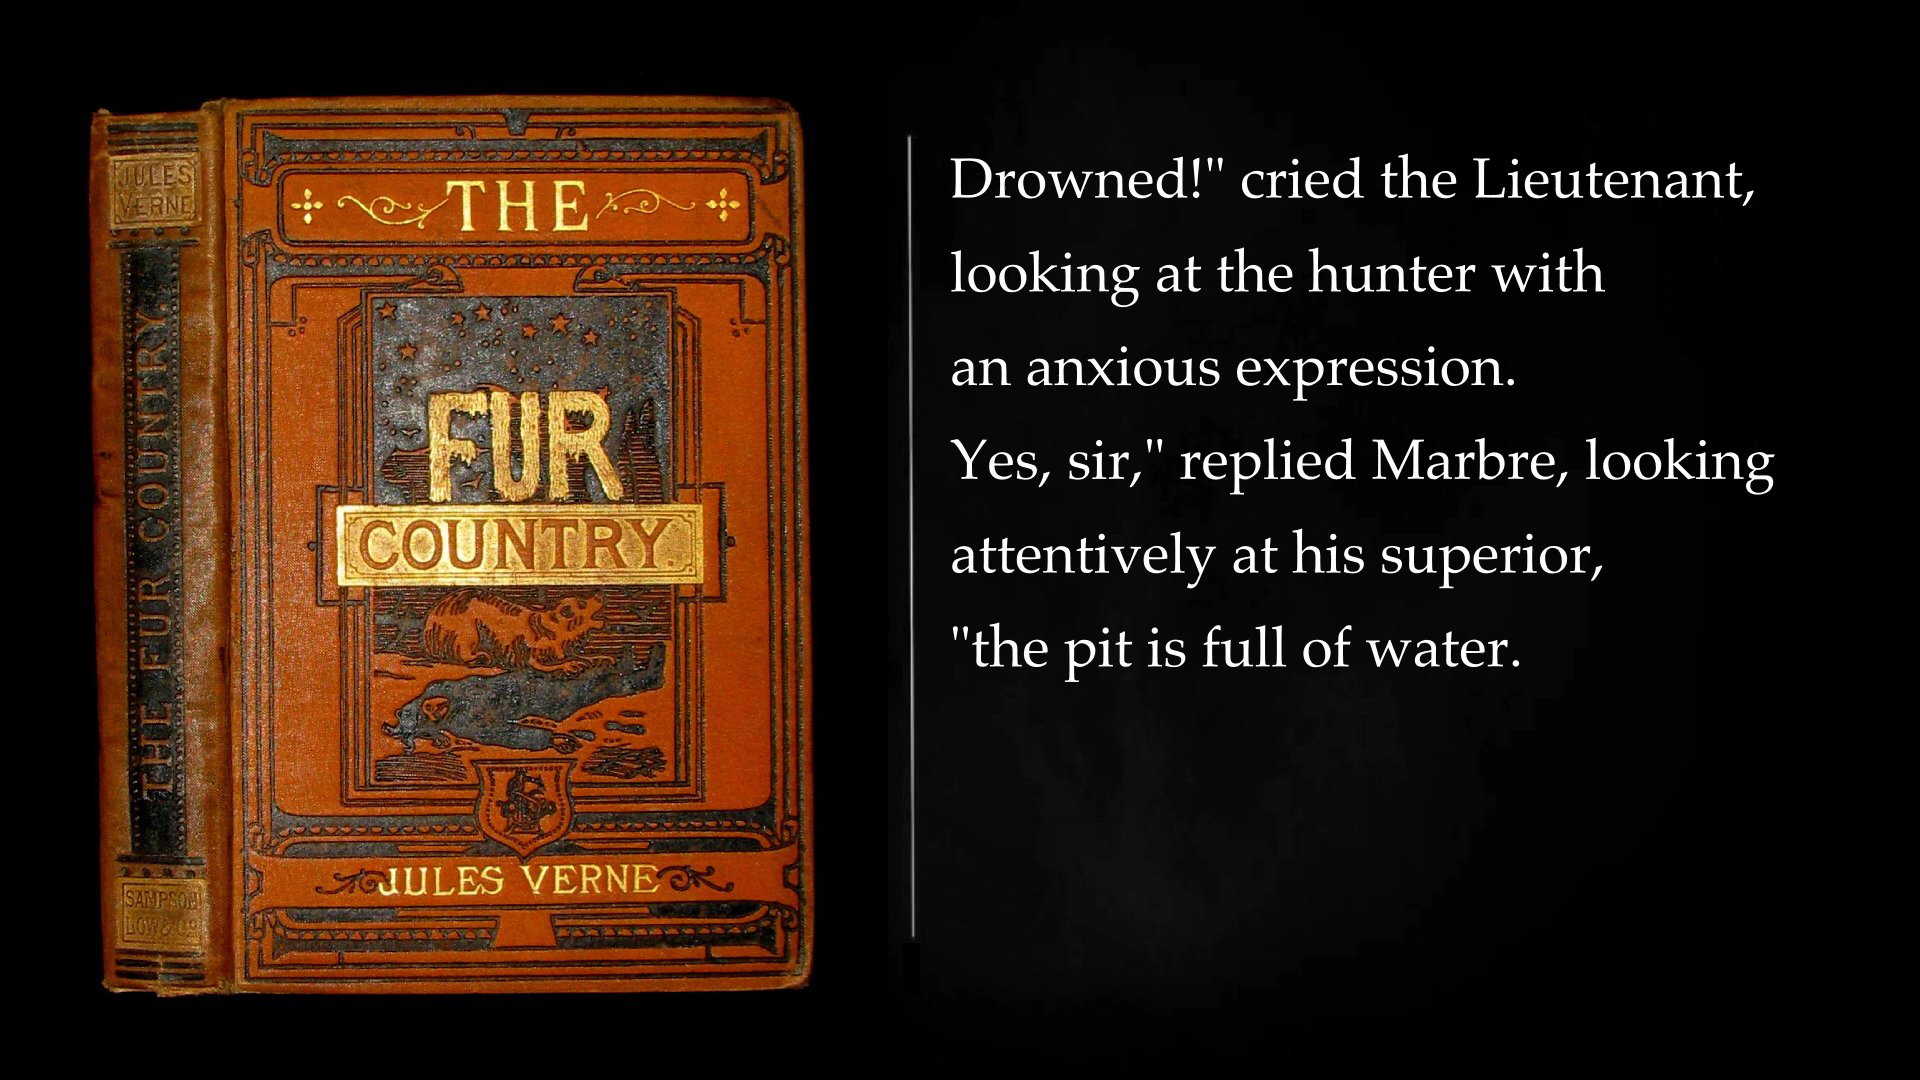 JULES
VERNE
THE FUR COUNTRY.
SAMPSON
LOW & Co
THE
FUR
COUNTRY.
JULES VERNE
Drowned!" cried the Lieutenant,
looking at the hunter with
an anxious expression.
Yes, sir," replied Marbre, looking
attentively at his superior,
"the pit is full of water.